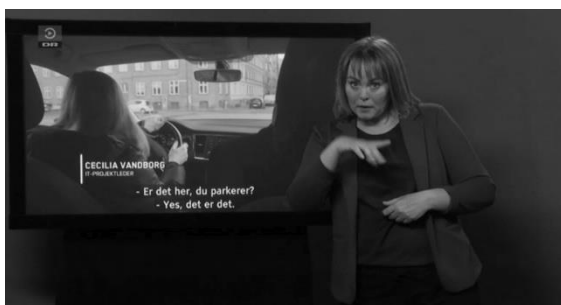 DR
CECILIA VANDBORG
IT-PROJEKTLEDER
- Er det her, du parkerer?
- Yes, det er det.